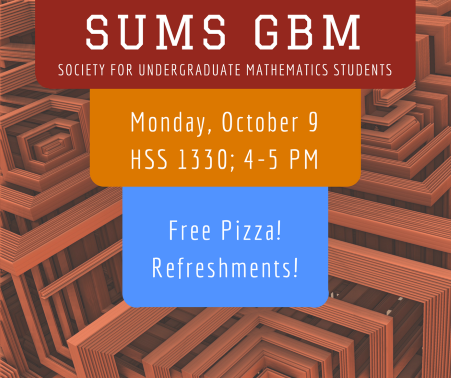 SUMS GBM
SOCIETY FOR UNDERGRADUATE MATHEMATICS STUDENTS
Monday, October 9
HSS 1330; 4-5 PM
Free Pizza!
Refreshments!